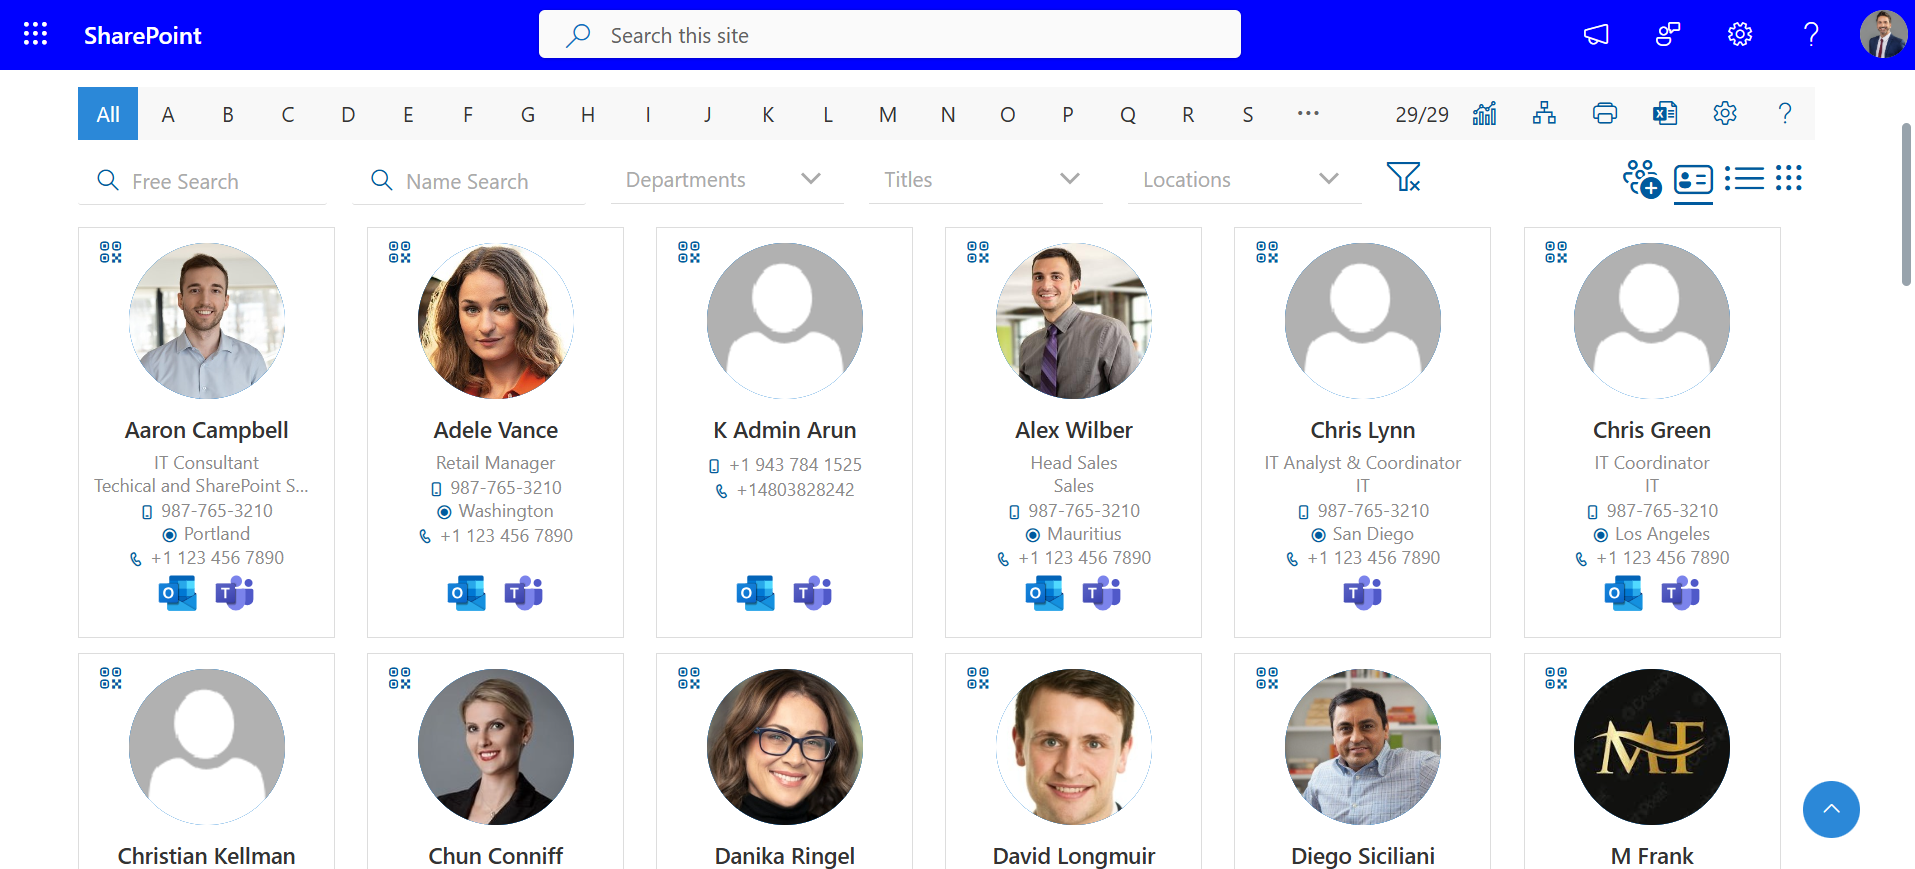 SharePoint
Search this site
All A B C D E F G H I J K L M N O P Q R S ... 29/29
Free Search
Name Search
Departments
Titles
Locations
Aaron Campbell
IT Consultant
Techical and SharePoint S...
987-765-3210
Portland
+1 123 456 7890
Adele Vance
Retail Manager
987-765-3210
Washington
+1 123 456 7890
K Admin Arun
+1 943 784 1525
+14803828242
Alex Wilber
Head Sales
Sales
987-765-3210
Mauritius
+1 123 456 7890
Chris Lynn
IT Analyst & Coordinator
IT
987-765-3210
San Diego
+1 123 456 7890
Chris Green
IT Coordinator
IT
987-765-3210
Los Angeles
+1 123 456 7890
Christian Kellman
Chun Conniff
Danika Ringel
David Longmuir
Diego Siciliani
MF
M Frank